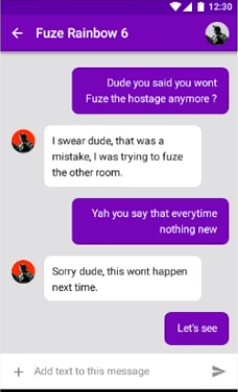 12:30
Fuze Rainbow 6
Dude you said you wont
Fuze the hostage anymore ?
I swear dude, that was a
mistake, I was trying to fuze
the other room.
Yah you say that everytime
nothing new
Sorry dude, this wont happen
next time.
Let's see
Add text to this message